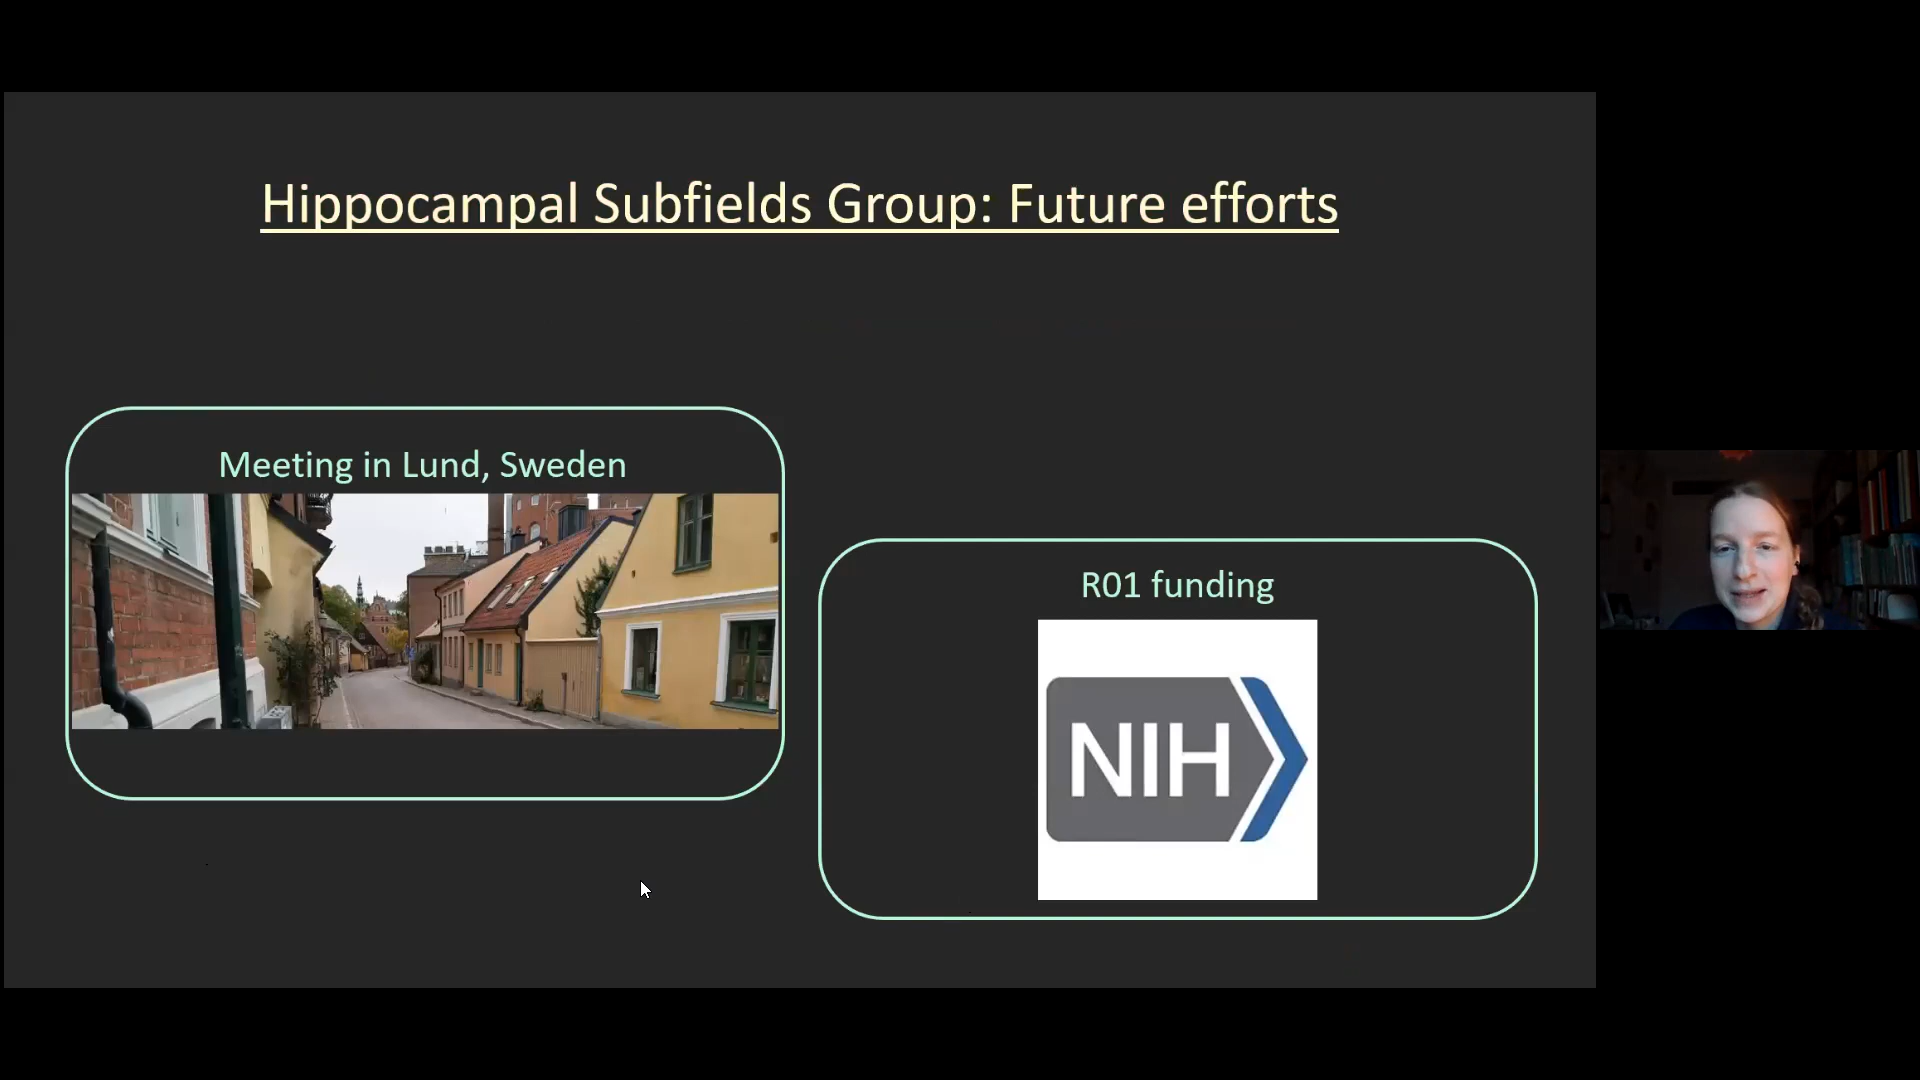 Hippocampal Subfields Group: Future efforts
Meeting in Lund, Sweden
R01 funding
NIH